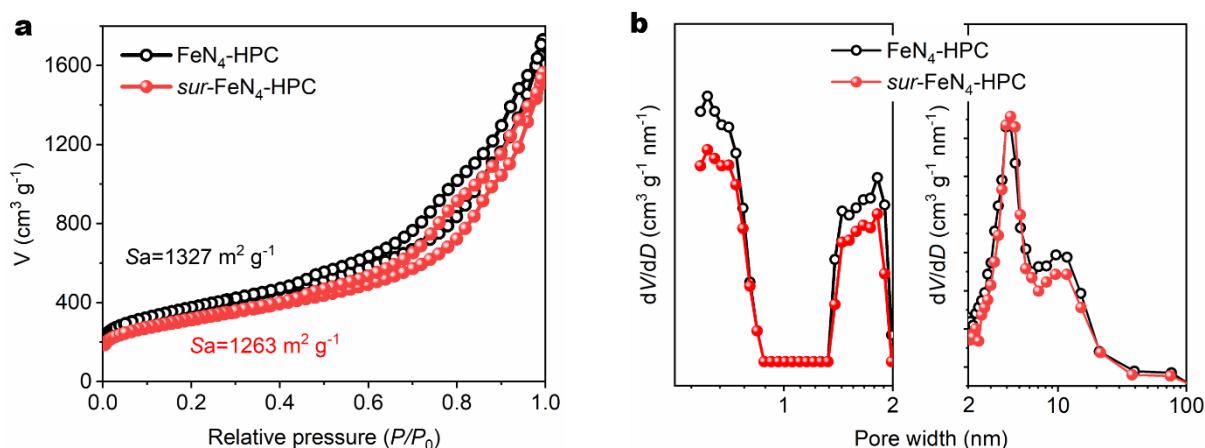 a
FeN₄-HPC
sur-FeN₄-HPC
Sa=1327 m² g⁻¹
Sa=1263 m² g⁻¹
V (cm³ g⁻¹)
1600
1200
800
400
0
0.0 0.2 0.4 0.6 0.8 1.0
Relative pressure (P/P₀)
b
FeN₄-HPC
sur-FeN₄-HPC
dV/dD (cm³ g⁻¹ nm⁻¹)
dV/dD (cm³ g⁻¹ nm⁻¹)
1 2 2 10 100
Pore width (nm)